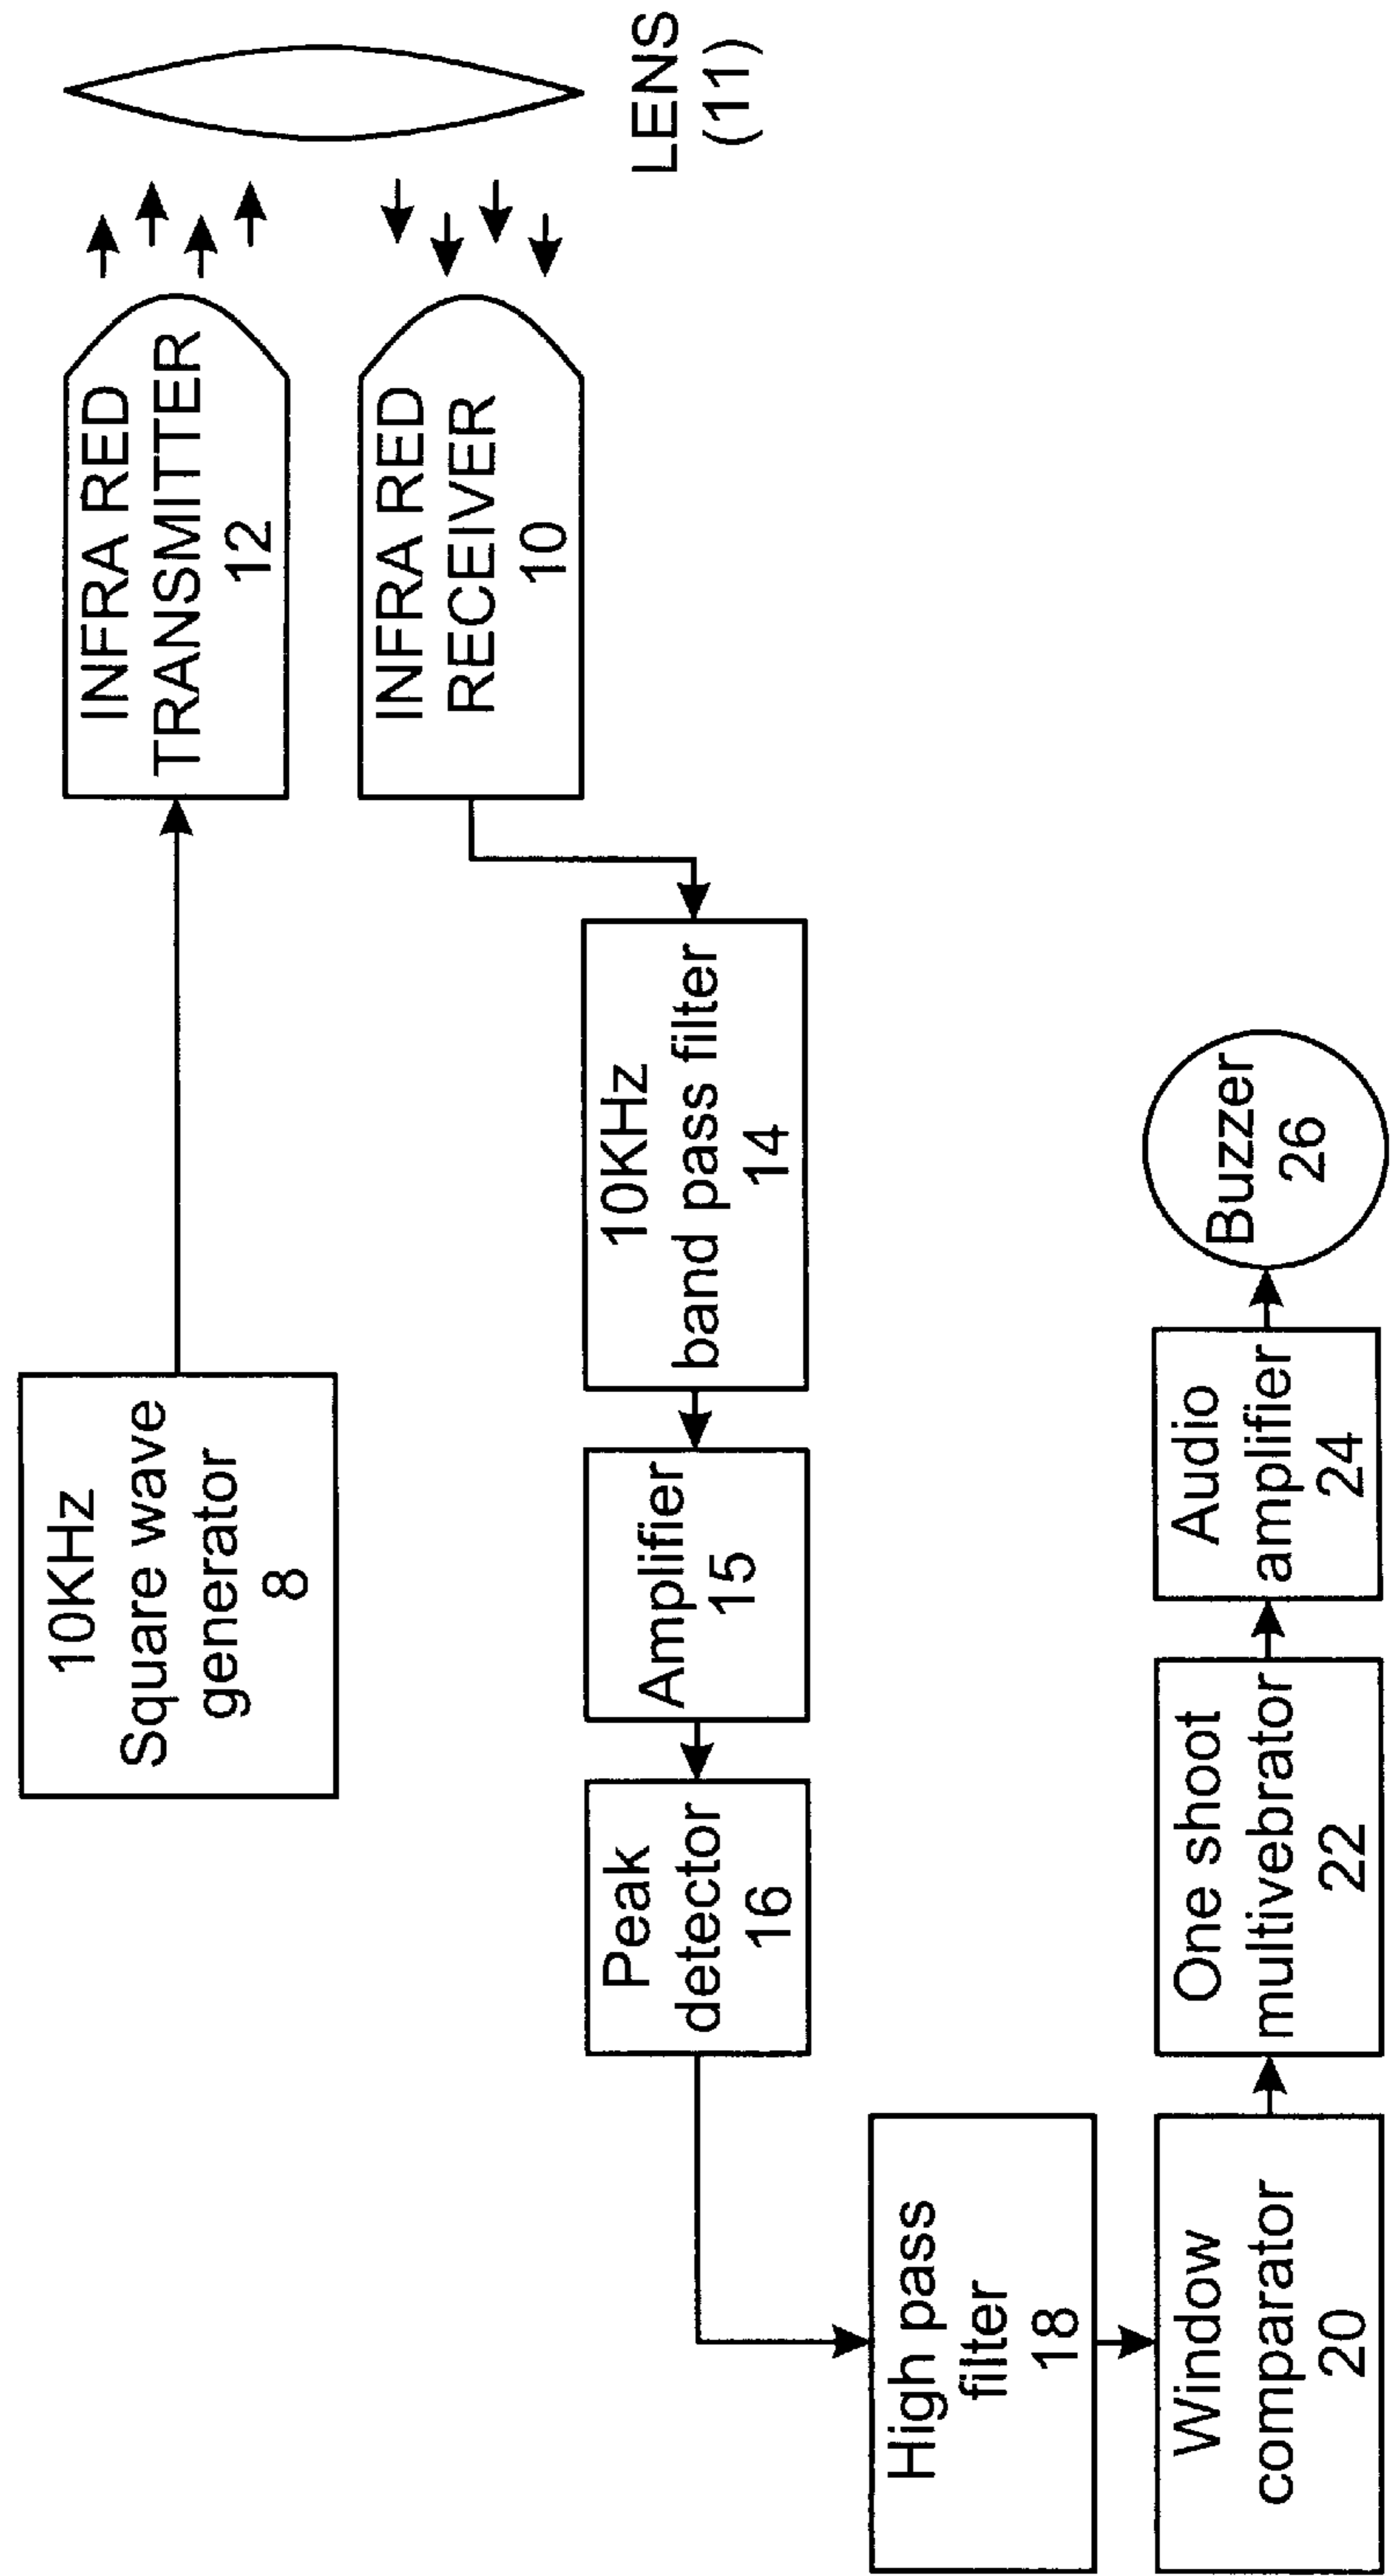 10KHz
Square wave
generator
8
INFRA RED
TRANSMITTER
12
INFRA RED
RECEIVER
10
LENS
(11)
10KHz
band pass filter
14
Amplifier
15
Peak
detector
16
High pass
filter
18
Window
comparator
20
One shoot
multivebrator
22
Audio
amplifier
24
Buzzer
26